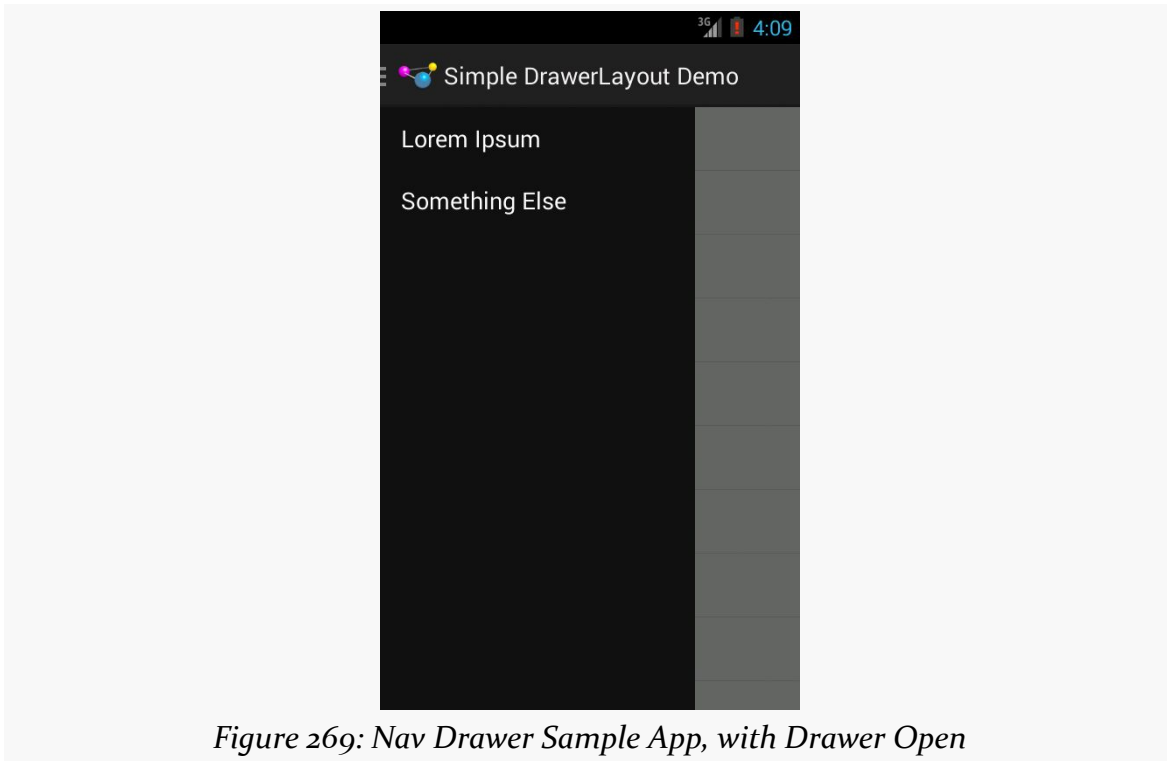 3G 4:09
Simple DrawerLayout Demo
Lorem Ipsum
Something Else
Figure 269: Nav Drawer Sample App, with Drawer Open